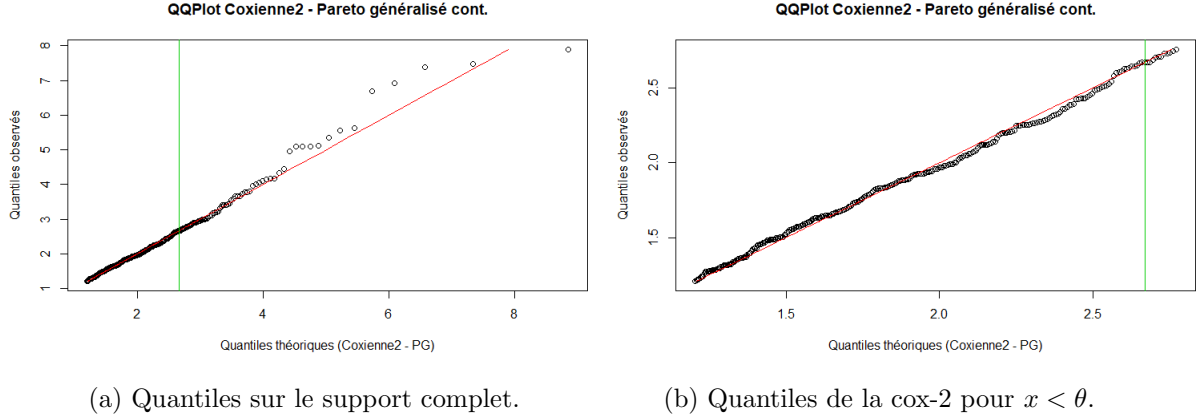 QQPlot Coxienne2 - Pareto généralisé cont.
Quantiles observés
8
7
6
5
4
3
2
1
2
4
6
8
Quantiles théoriques (Coxienne2 - PG)
(a) Quantiles sur le support complet.
QQPlot Coxienne2 - Pareto généralisé cont.
Quantiles observés
2.5
2.0
1.5
1.5
2.0
2.5
Quantiles théoriques (Coxienne2 - PG)
(b) Quantiles de la cox-2 pour x < θ.